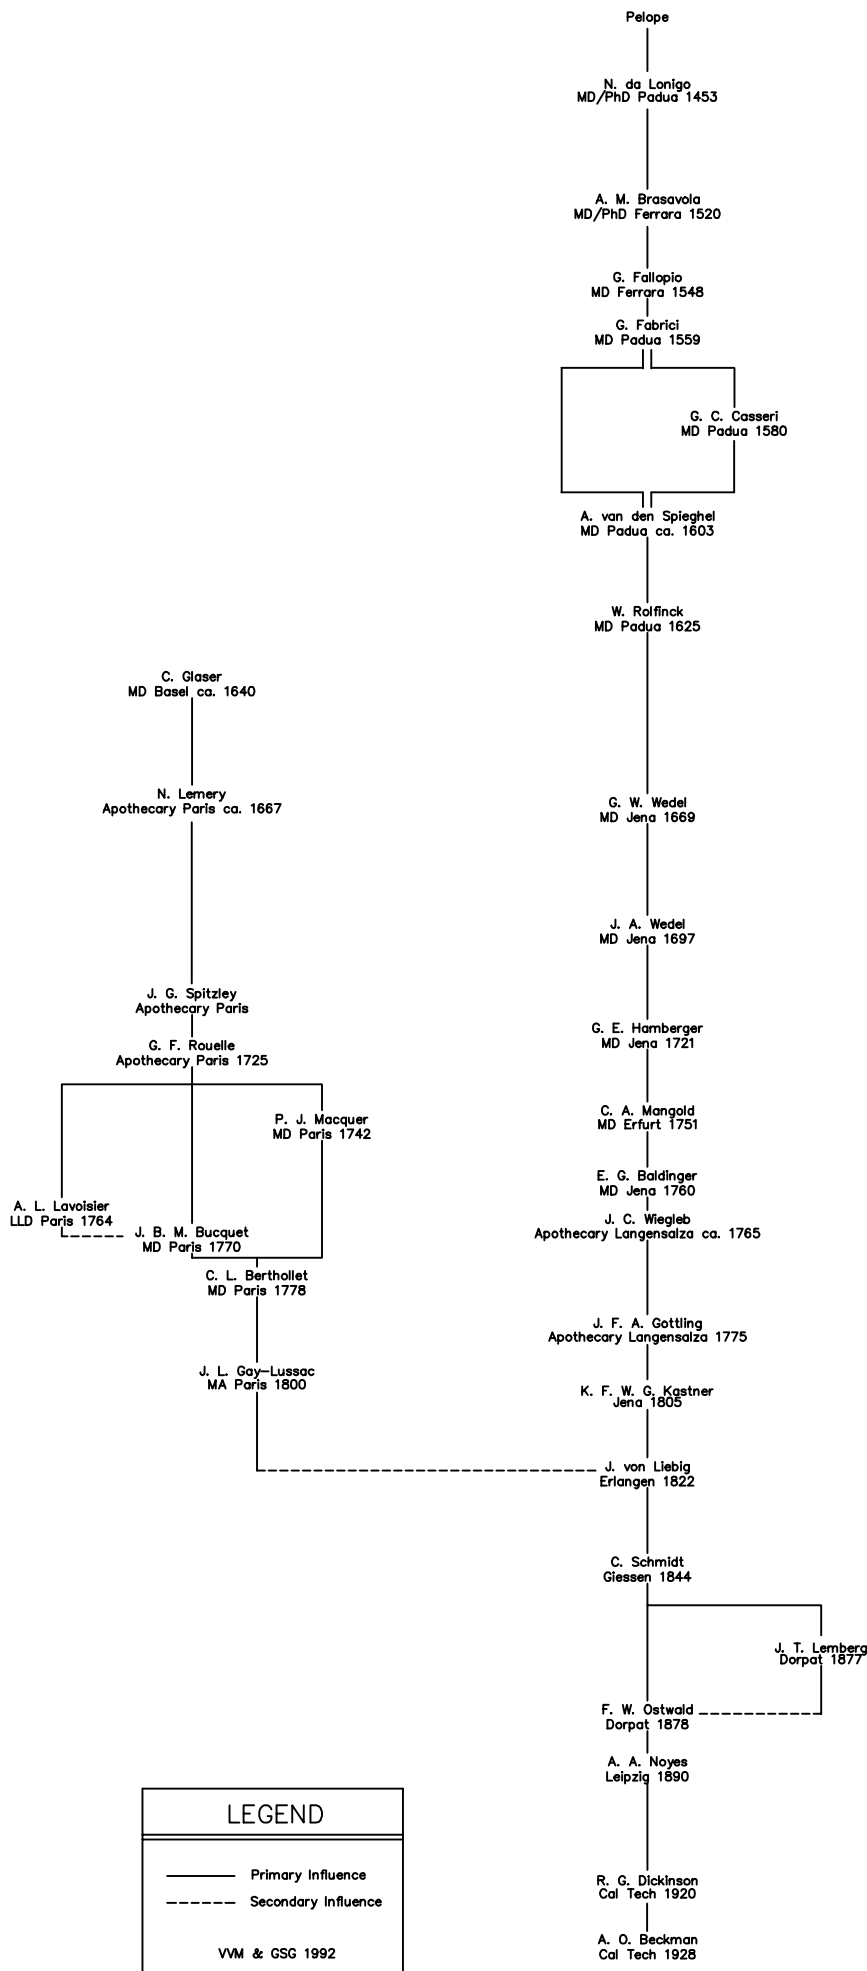 Pelope
N. da Lonigo
MD/PhD Padua 1453
A. M. Brasavola
MD/PhD Ferrara 1520
G. Fallopio
MD Ferrara 1548
G. Fabrici
MD Padua 1559
G. C. Casseri
MD Padua 1580
A. van den Spieghel
MD Padua ca. 1603
W. Rolfinck
MD Padua 1625
C. Glaser
MD Basel ca. 1640
N. Lemery
Apothecary Paris ca. 1667
G. W. Wedel
MD Jena 1669
J. A. Wedel
MD Jena 1697
J. G. Spitzley
Apothecary Paris
G. E. Hamberger
MD Jena 1721
G. F. Rouelle
Apothecary Paris 1725
P. J. Macquer
MD Paris 1742
C. A. Mangold
MD Erfurt 1751
E. G. Baldinger
MD Jena 1760
A. L. Lavoisier
LLD Paris 1764
J. C. Wiegleb
Apothecary Langensalza ca. 1765
J. B. M. Bucquet
MD Paris 1770
C. L. Berthollet
MD Paris 1778
J. F. A. Gottling
Apothecary Langensalza 1775
J. L. Gay-Lussac
MA Paris 1800
K. F. W. G. Kastner
Jena 1805
J. von Liebig
Erlangen 1822
C. Schmidt
Giessen 1844
J. T. Lemberg
Dorpat 1877
F. W. Ostwald
Dorpat 1878
A. A. Noyes
Leipzig 1890
R. G. Dickinson
Cal Tech 1920
A. O. Beckman
Cal Tech 1928
LEGEND
Primary Influence
Secondary Influence
VVM & GSG 1992